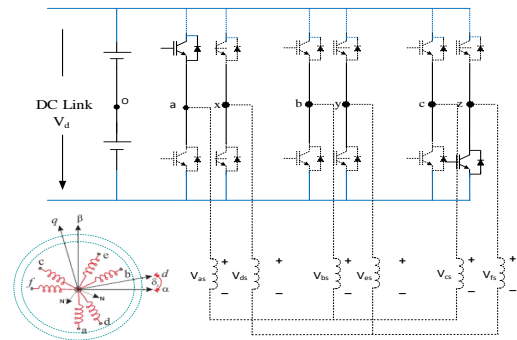 DC Link
V_d
O
a
x
b
y
c
z
V_as
+
−
V_ds
+
−
V_bs
+
−
V_es
+
−
V_cs
+
−
V_fs
+
−
q
β
c
e
b
d
δ
α
f
N'
N
a
d